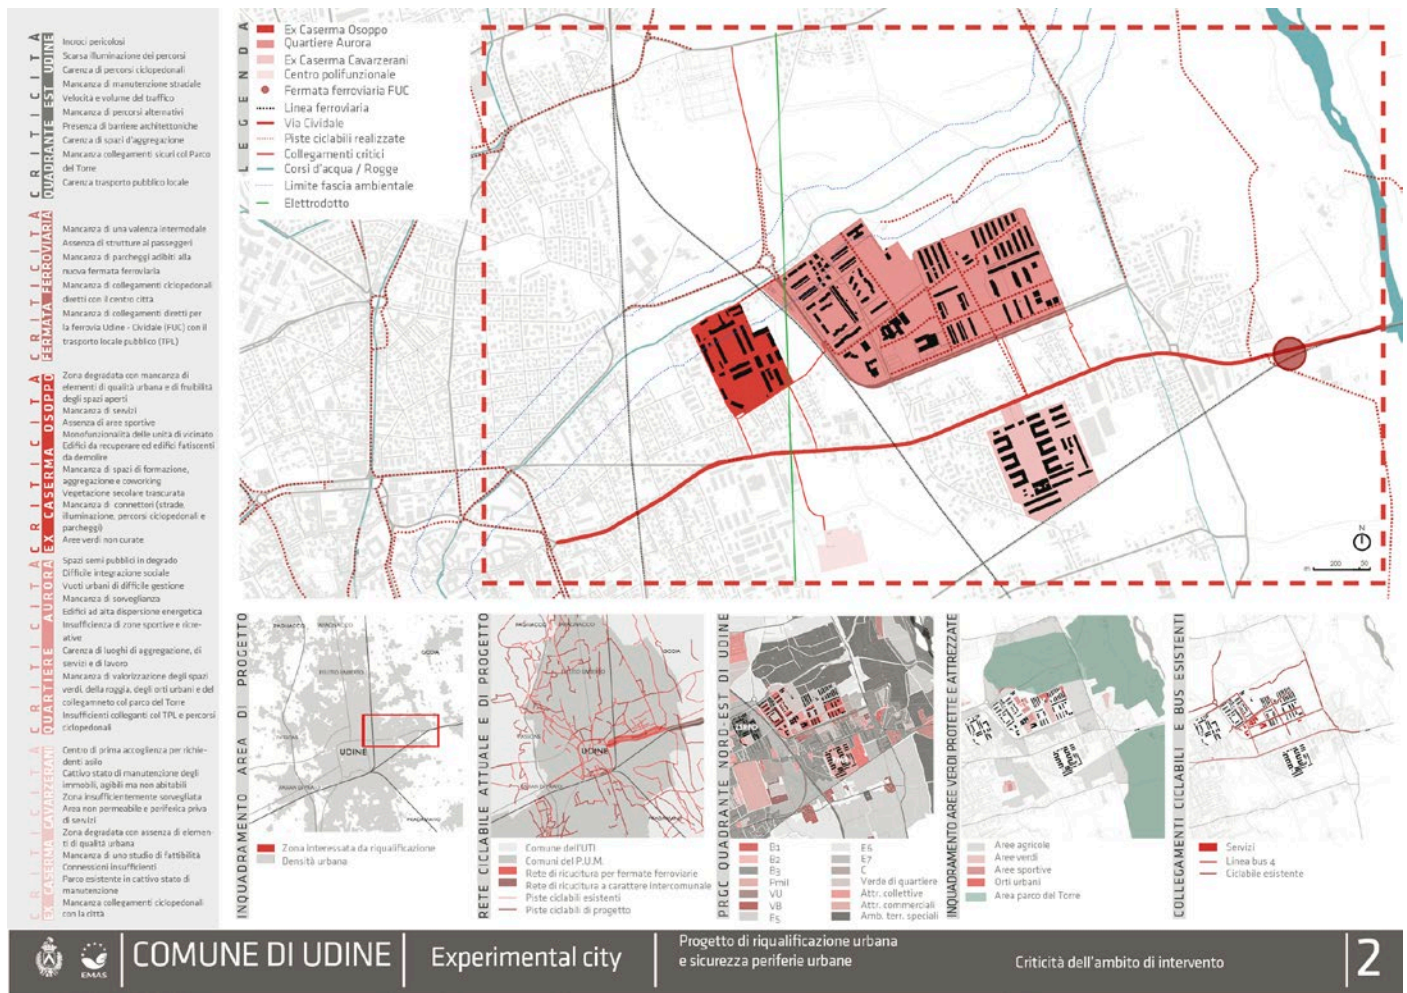 CRITICITÀ
QUADRANTE EST UDINE
Incroci pericolosi
Scarsa illuminazione dei percorsi
Carenza di percorsi ciclopedonali
Mancanza di manutenzione stradale
Velocità e volume del traffico
Mancanza di percorsi alternativi
Presenza di barriere architettoniche
Carenza di spazi d'aggregazione
Mancanza collegamenti sicuri col Parco
del Torre
Carenza trasporto pubblico locale
CRITICITÀ
FERMATA FERROVIARIA
Mancanza di una valenza intermodale
Assenza di strutture ai passeggeri
Mancanza di parcheggi adibiti alla
nuova fermata ferroviaria
Mancanza di collegamenti ciclopedonali
diretti con il centro città
Mancanza di collegamenti diretti per
la ferrovia Udine - Cividale (FUC) con il
trasporto locale pubblico (TPL)
CRITICITÀ
EX CASERMA OSOPPO
Zona degradata con mancanza di
elementi di qualità urbana e di fruibilità
degli spazi aperti
Mancanza di servizi
Assenza di aree sportive
Monofunzionalità delle unità di vicinato
Edifici da recuperare ed edifici fatiscenti
da demolire
Mancanza di spazi di formazione,
aggregazione e coworking
Vegetazione secolare trascurata
Mancanza di connettori (strade,
illuminazione, percorsi ciclopedonali e
parcheggi)
Aree verdi non curate
CRITICITÀ
QUARTIERE AURORA
Spazi semi pubblici in degrado
Difficile integrazione sociale
Vuoti urbani di difficile gestione
Mancanza di sorveglianza
Edifici ad alta dispersione energetica
Insufficienza di zone sportive e ricre-
ative
Carenza di luoghi di aggregazione, di
servizi e di lavoro
Mancanza di valorizzazione degli spazi
verdi, della roggia, degli orti urbani e del
collegamneto col parco del Torre
Insufficienti colleganti col TPL e percorsi
ciclopedonali
CRITICITÀ
EX CASERMA CAVARZERANI
Centro di prima accoglienza per richie-
denti asilo
Cattivo stato di manutenzione degli
immobili, agibili ma non abitabili
Zona insufficientemente sorvegliata
Area non permeabile e periferica priva
di servizi
Zona degradata con assenza di elemen-
ti di qualità urbana
Mancanza di uno studio di fattibilità
Connessioni insufficienti
Parco esistente in cattivo stato di
manutenzione
Mancanza collegamenti ciclopedonali
con la città
LEGENDA
Ex Caserma Osoppo
Quartiere Aurora
Ex Caserma Cavarzerani
Centro polifunzionale
Fermata ferroviaria FUC
Linea ferroviaria
Via Cividale
Piste ciclabili realizzate
Collegamenti critici
Corsi d'acqua / Rogge
Limite fascia ambientale
Elettrodotto
N
m 200 50
INQUADRAMENTO AREA DI PROGETTO
UDINE
Zona interessata da riqualificazione
Densità urbana
RETE CICLABILE ATTUALE E DI PROGETTO
UDINE
Comune dell'UTI
Comuni del P.U.M.
Rete di ricucitura per fermate ferroviarie
Rete di ricucitura a carattere intercomunale
Piste ciclabili esistenti
Piste ciclabili di progetto
PRGC QUADRANTE NORD-EST DI UDINE
B1
B2
B3
Pmil
VU
VB
F5
E6
E7
C
Verde di quartiere
Attr. collettive
Attr. commerciali
Amb. terr. speciali
INQUADRAMENTO AREE VERDI PROTETTE E ATTREZZATE
Aree agricole
Aree verdi
Aree sportive
Orti urbani
Area parco del Torre
COLLEGAMENTI CICLABILI E BUS ESISTENTI
Servizi
Linea bus 4
Ciclabile esistente
EMAS
COMUNE DI UDINE
Experimental city
Progetto di riqualificazione urbana
e sicurezza periferie urbane
Criticità dell'ambito di intervento
2